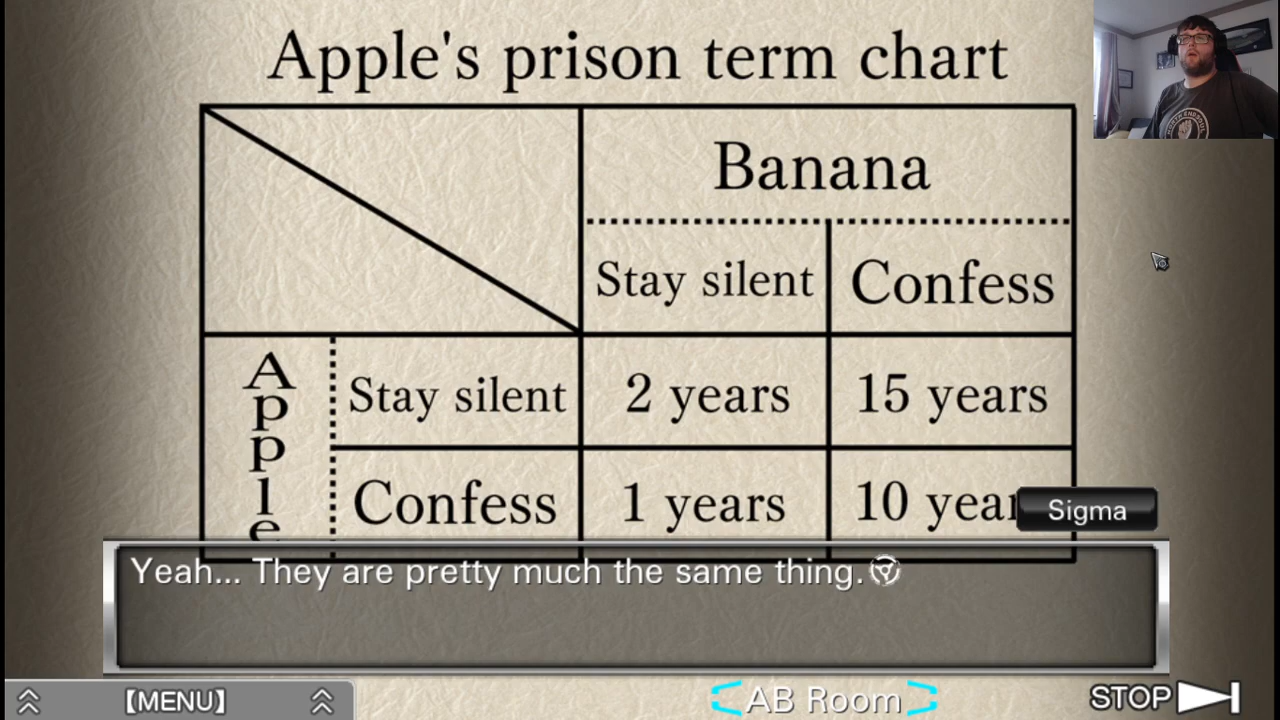 Apple's prison term chart
Banana
Stay silent
Confess
Apple
Stay silent
2 years
15 years
Confess
1 years
10 year
Sigma
Yeah... They are pretty much the same thing.
【MENU】
AB Room
STOP